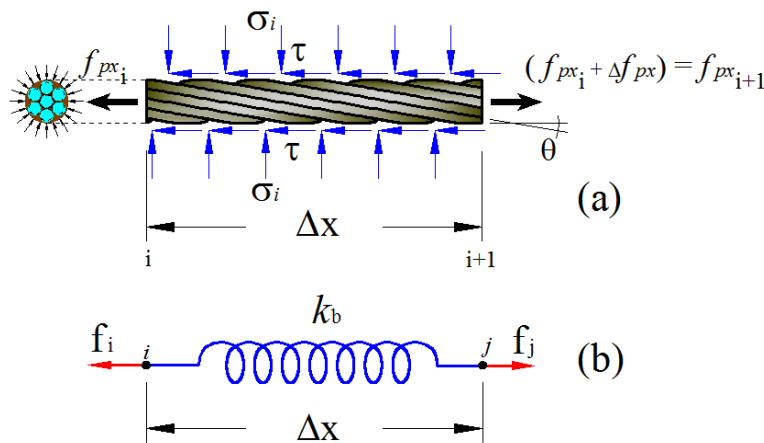 σi
τ
fpxi
(fpxi + Δfpx) = fpxi+1
τ
θ
σi
(a)
Δx
i
i+1
kb
fi
i
j
fj
(b)
Δx